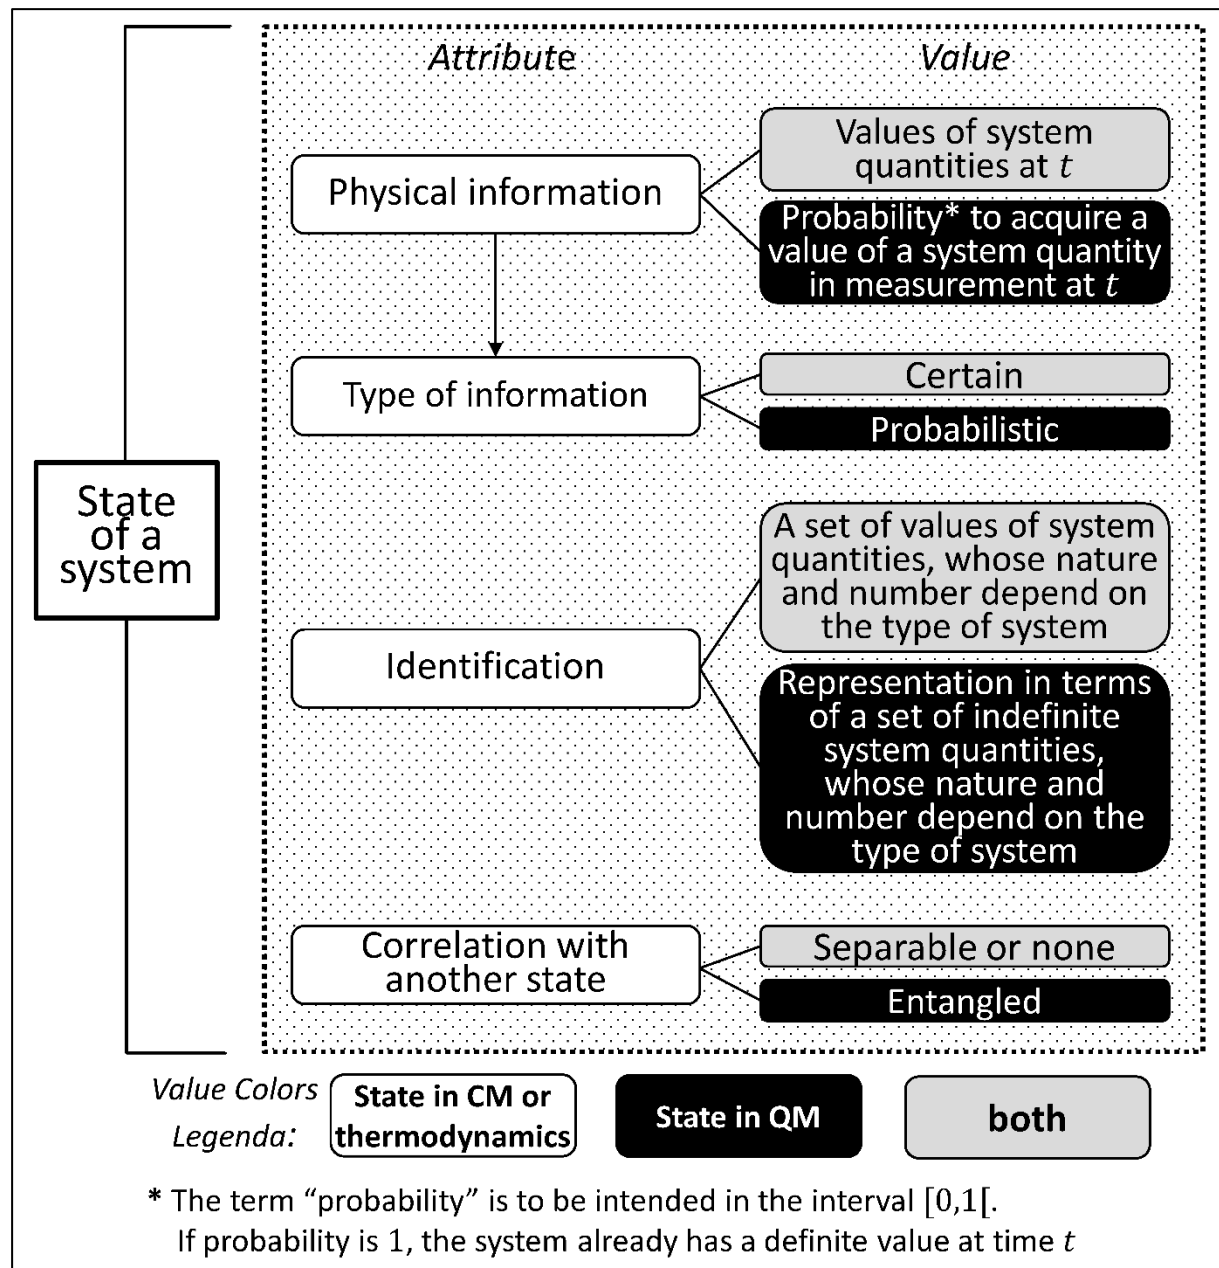 Attribute
Value
Physical information
Values of system
quantities at t
Probability* to acquire a
value of a system quantity
in measurement at t
Type of information
Certain
Probabilistic
State
of a
system
Identification
A set of values of system
quantities, whose nature
and number depend on
the type of system
Representation in terms
of a set of indefinite
system quantities,
whose nature and
number depend on the
type of system
Correlation with
another state
Separable or none
Entangled
Value Colors
Legenda:
State in CM or
thermodynamics
State in QM
both
* The term “probability” is to be intended in the interval [0,1[.
If probability is 1, the system already has a definite value at time t